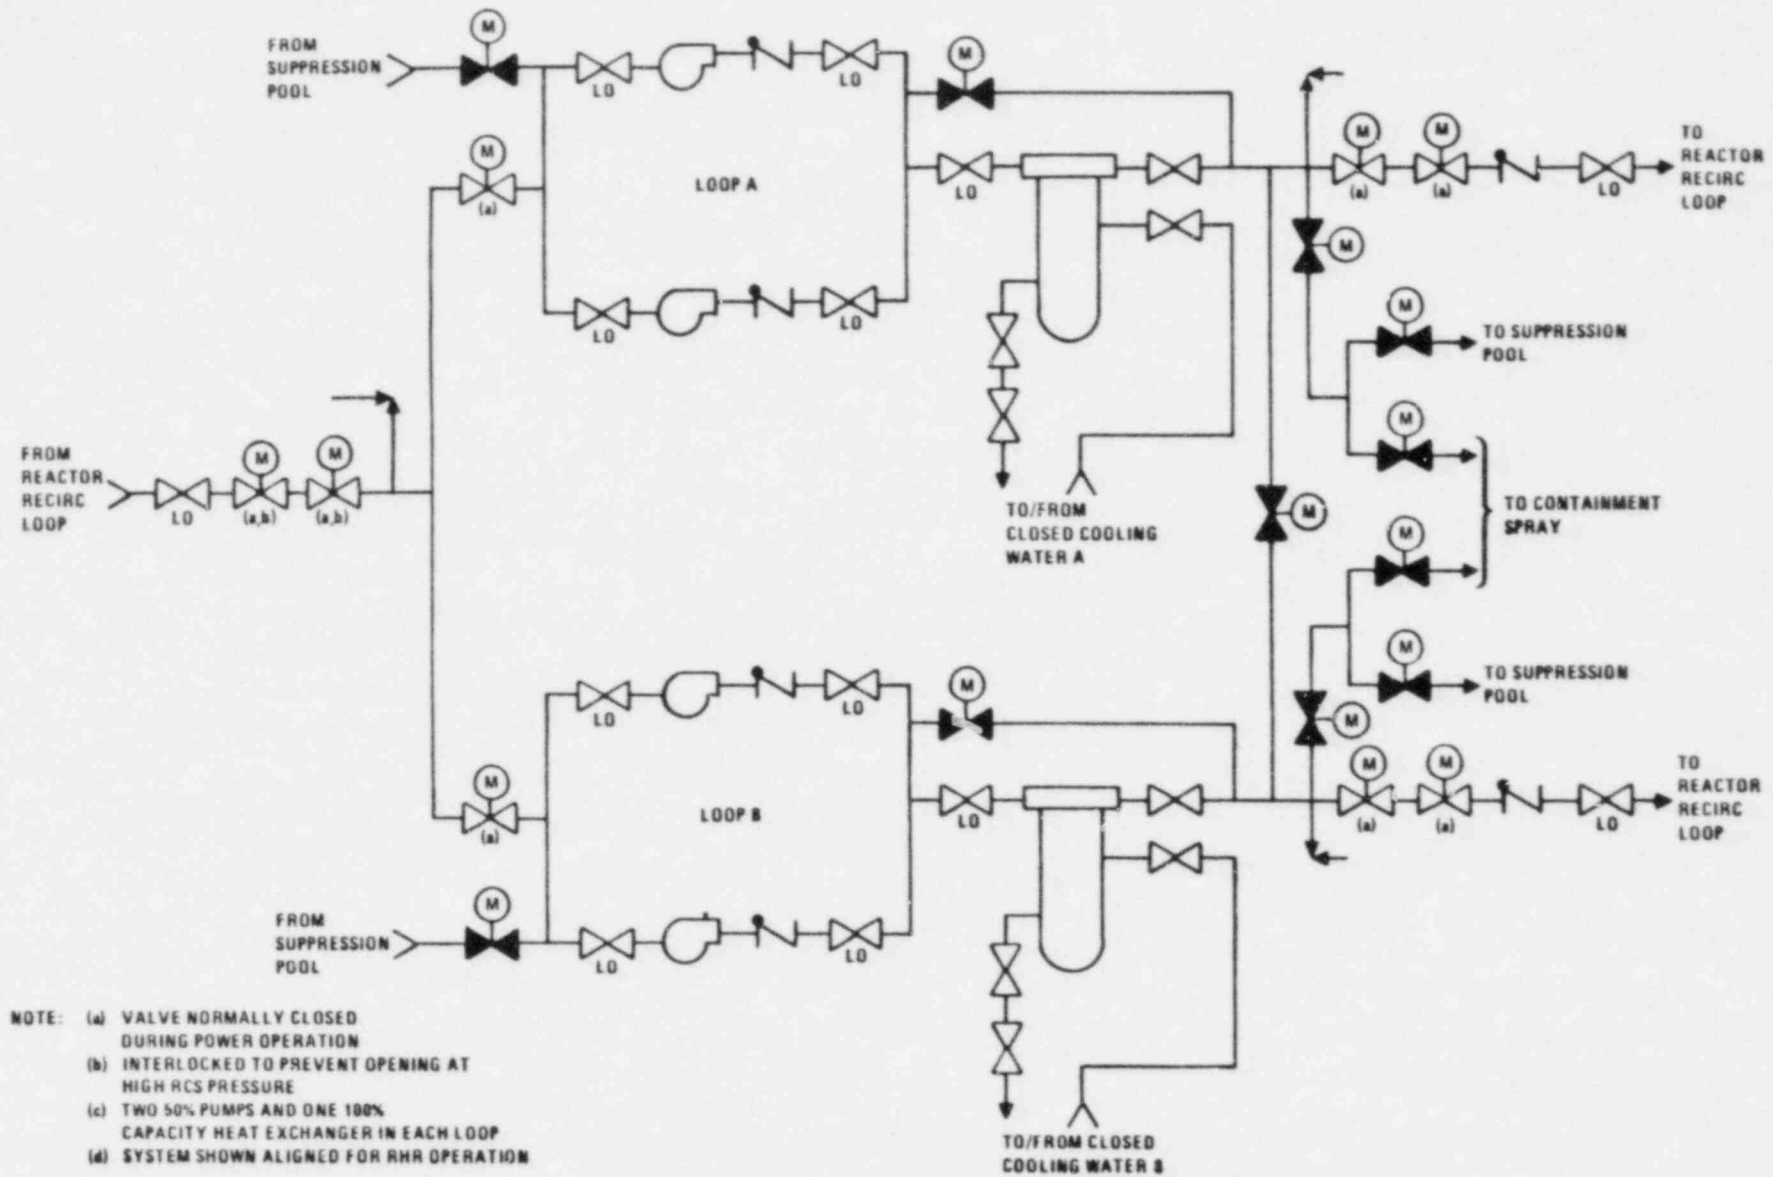 FROM
SUPPRESSION
POOL
M
LO
LO
M
M
(a)
LOOP A
LO
LO
LO
M
(a)
M
(a)
LO
TO
REACTOR
RECIRC
LOOP
M
M
TO SUPPRESSION
POOL
M
FROM
REACTOR
RECIRC
LOOP
LO
M
(a,b)
M
(a,b)
TO/FROM
CLOSED COOLING
WATER A
M
TO CONTAINMENT
SPRAY
M
M
TO SUPPRESSION
POOL
LO
LO
M
M
M
(a)
LOOP B
LO
M
(a)
M
(a)
LO
TO
REACTOR
RECIRC
LOOP
FROM
SUPPRESSION
POOL
M
LO
LO
TO/FROM CLOSED
COOLING WATER B
NOTE: (a) VALVE NORMALLY CLOSED
DURING POWER OPERATION
(b) INTERLOCKED TO PREVENT OPENING AT
HIGH RCS PRESSURE
(c) TWO 50% PUMPS AND ONE 100%
CAPACITY HEAT EXCHANGER IN EACH LOOP
(d) SYSTEM SHOWN ALIGNED FOR RHR OPERATION